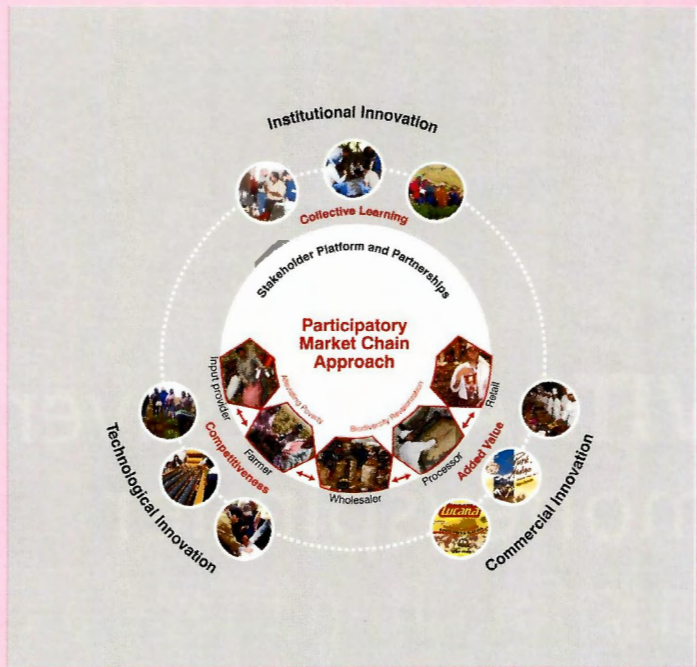 Institutional Innovation
Collective Learning
Stakeholder Platform and Partnerships
Participatory
Market Chain
Approach
Input provider
Alleviating Poverty
Biodiversity Revalorisation
Retail
Farmer
Competitiveness
Processor
Added Value
Wholesaler
Technological Innovation
Commercial Innovation
Lucana